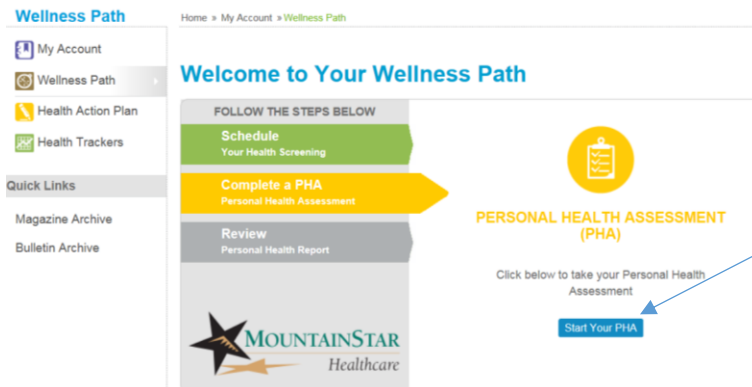 Wellness Path
My Account
Wellness Path
Health Action Plan
Health Trackers
Quick Links
Magazine Archive
Bulletin Archive
Home » My Account » Wellness Path
Welcome to Your Wellness Path
FOLLOW THE STEPS BELOW
Schedule
Your Health Screening
Complete a PHA
Personal Health Assessment
Review
Personal Health Report
MOUNTAINSTAR
Healthcare
PERSONAL HEALTH ASSESSMENT
(PHA)
Click below to take your Personal Health
Assessment
Start Your PHA